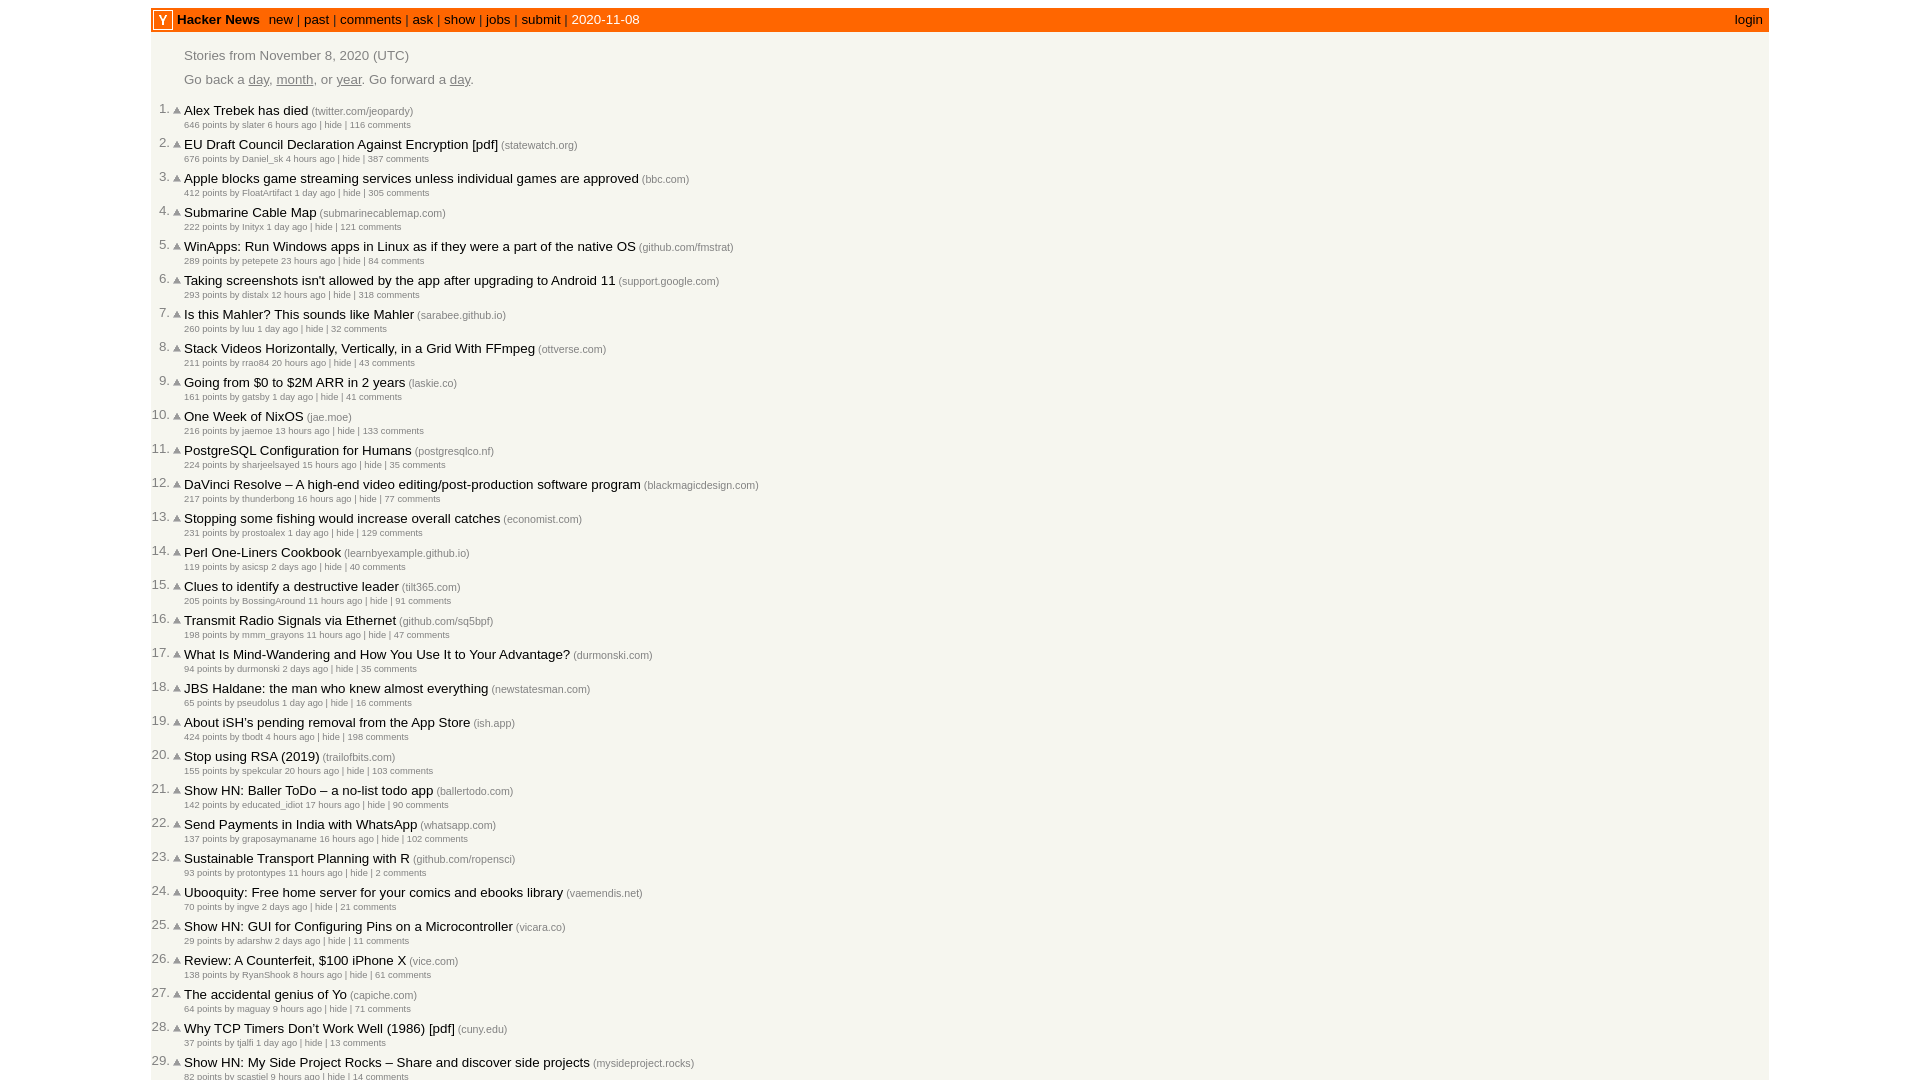 Y Hacker News new | past | comments | ask | show | jobs | submit | 2020-11-08 login
Stories from November 8, 2020 (UTC)
Go back a day, month, or year. Go forward a day.
1. Alex Trebek has died (twitter.com/jeopardy)
646 points by slater 6 hours ago | hide | 116 comments
2. EU Draft Council Declaration Against Encryption [pdf] (statewatch.org)
676 points by Daniel_sk 4 hours ago | hide | 387 comments
3. Apple blocks game streaming services unless individual games are approved (bbc.com)
412 points by FloatArtifact 1 day ago | hide | 305 comments
4. Submarine Cable Map (submarinecablemap.com)
222 points by Inityx 1 day ago | hide | 121 comments
5. WinApps: Run Windows apps in Linux as if they were a part of the native OS (github.com/fmstrat)
289 points by petepete 23 hours ago | hide | 84 comments
6. Taking screenshots isn't allowed by the app after upgrading to Android 11 (support.google.com)
293 points by distalx 12 hours ago | hide | 318 comments
7. Is this Mahler? This sounds like Mahler (sarabee.github.io)
260 points by luu 1 day ago | hide | 32 comments
8. Stack Videos Horizontally, Vertically, in a Grid With FFmpeg (ottverse.com)
211 points by rrao84 20 hours ago | hide | 43 comments
9. Going from $0 to $2M ARR in 2 years (laskie.co)
161 points by gatsby 1 day ago | hide | 41 comments
10. One Week of NixOS (jae.moe)
216 points by jaemoe 13 hours ago | hide | 133 comments
11. PostgreSQL Configuration for Humans (postgresqlco.nf)
224 points by sharjeelsayed 15 hours ago | hide | 35 comments
12. DaVinci Resolve – A high-end video editing/post-production software program (blackmagicdesign.com)
217 points by thunderbong 16 hours ago | hide | 77 comments
13. Stopping some fishing would increase overall catches (economist.com)
231 points by prostoalex 1 day ago | hide | 129 comments
14. Perl One-Liners Cookbook (learnbyexample.github.io)
119 points by asicsp 2 days ago | hide | 40 comments
15. Clues to identify a destructive leader (tilt365.com)
205 points by BossingAround 11 hours ago | hide | 91 comments
16. Transmit Radio Signals via Ethernet (github.com/sq5bpf)
198 points by mmm_grayons 11 hours ago | hide | 47 comments
17. What Is Mind-Wandering and How You Use It to Your Advantage? (durmonski.com)
94 points by durmonski 2 days ago | hide | 35 comments
18. JBS Haldane: the man who knew almost everything (newstatesman.com)
65 points by pseudolus 1 day ago | hide | 16 comments
19. About iSH’s pending removal from the App Store (ish.app)
424 points by tbodt 4 hours ago | hide | 198 comments
20. Stop using RSA (2019) (trailofbits.com)
155 points by spekcular 20 hours ago | hide | 103 comments
21. Show HN: Baller ToDo – a no-list todo app (ballertodo.com)
142 points by educated_idiot 17 hours ago | hide | 90 comments
22. Send Payments in India with WhatsApp (whatsapp.com)
137 points by graposaymaname 16 hours ago | hide | 102 comments
23. Sustainable Transport Planning with R (github.com/ropensci)
93 points by protontypes 11 hours ago | hide | 2 comments
24. Ubooquity: Free home server for your comics and ebooks library (vaemendis.net)
70 points by ingve 2 days ago | hide | 21 comments
25. Show HN: GUI for Configuring Pins on a Microcontroller (vicara.co)
29 points by adarshw 2 days ago | hide | 11 comments
26. Review: A Counterfeit, $100 iPhone X (vice.com)
138 points by RyanShook 8 hours ago | hide | 61 comments
27. The accidental genius of Yo (capiche.com)
64 points by maguay 9 hours ago | hide | 71 comments
28. Why TCP Timers Don’t Work Well (1986) [pdf] (cuny.edu)
37 points by tjalfi 1 day ago | hide | 13 comments
29. Show HN: My Side Project Rocks – Share and discover side projects (mysideproject.rocks)
82 points by scastiel 9 hours ago | hide | 14 comments